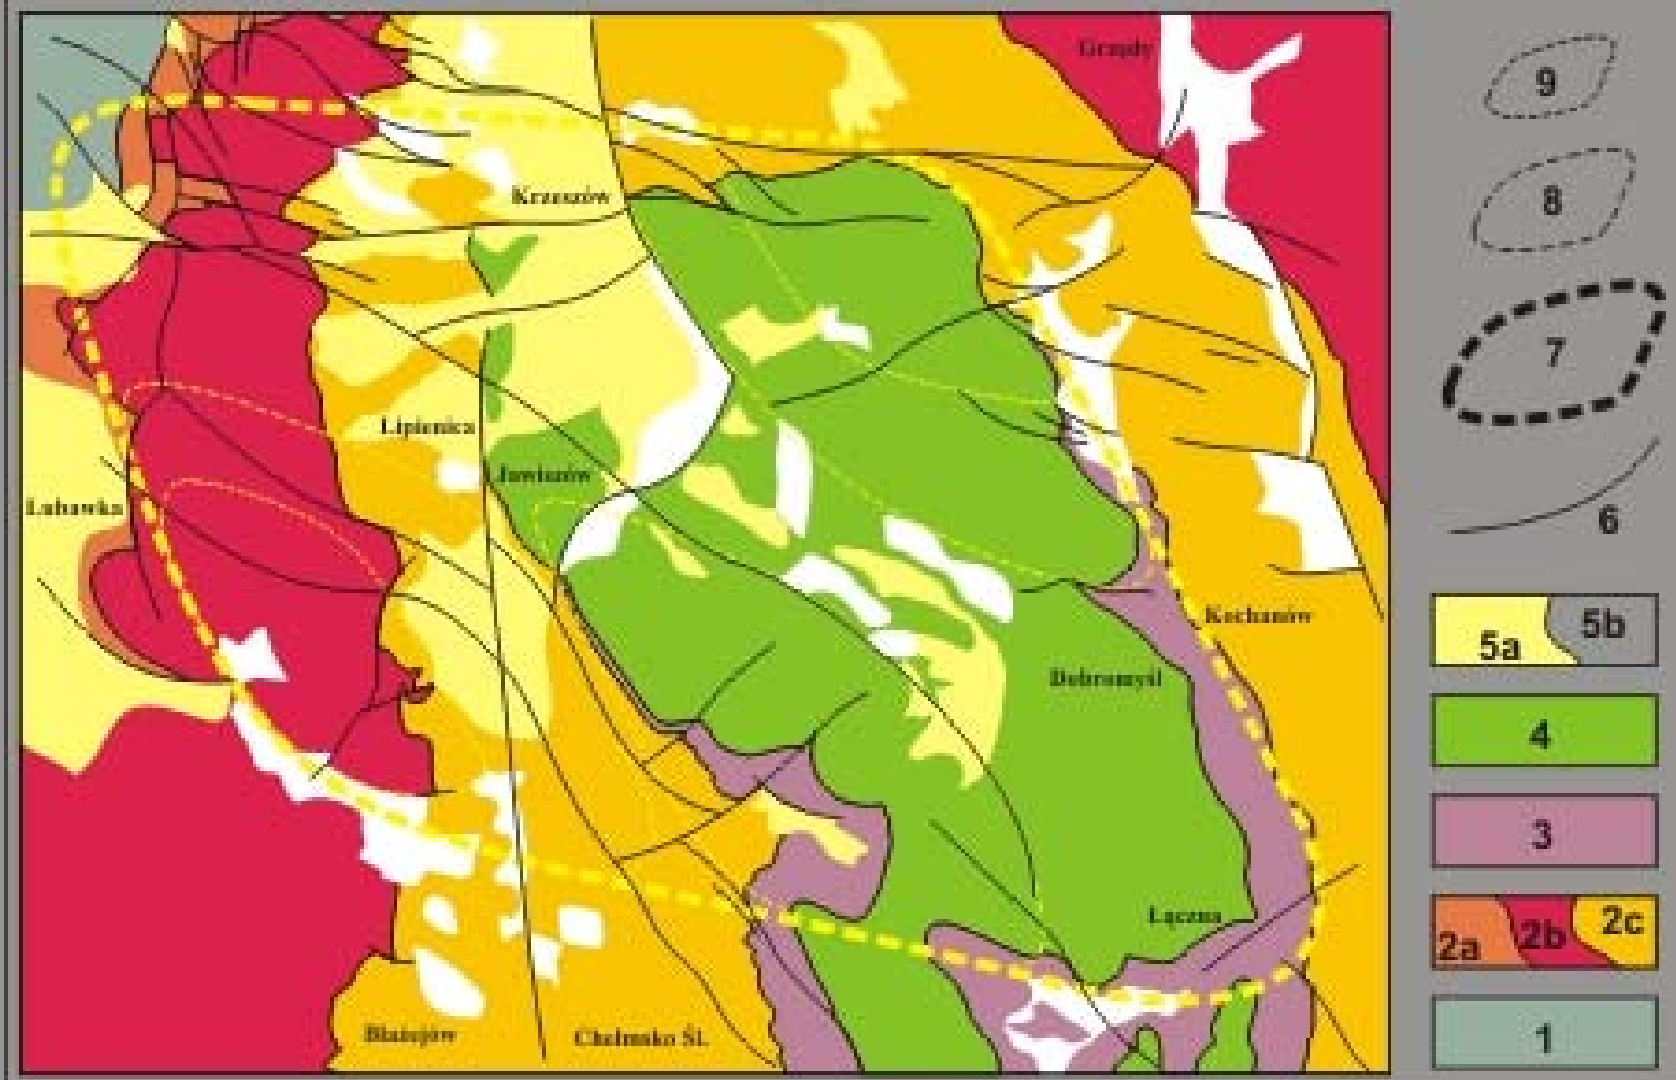 Grzędy
9
Krzeszów
8
7
Lipienica
Jawiszów
Lubawka
6
Kochanów
5a
5b
Dobromyśl
4
3
Łączna
2a
2b
2c
Błażejów
Chełmsko Śl.
1